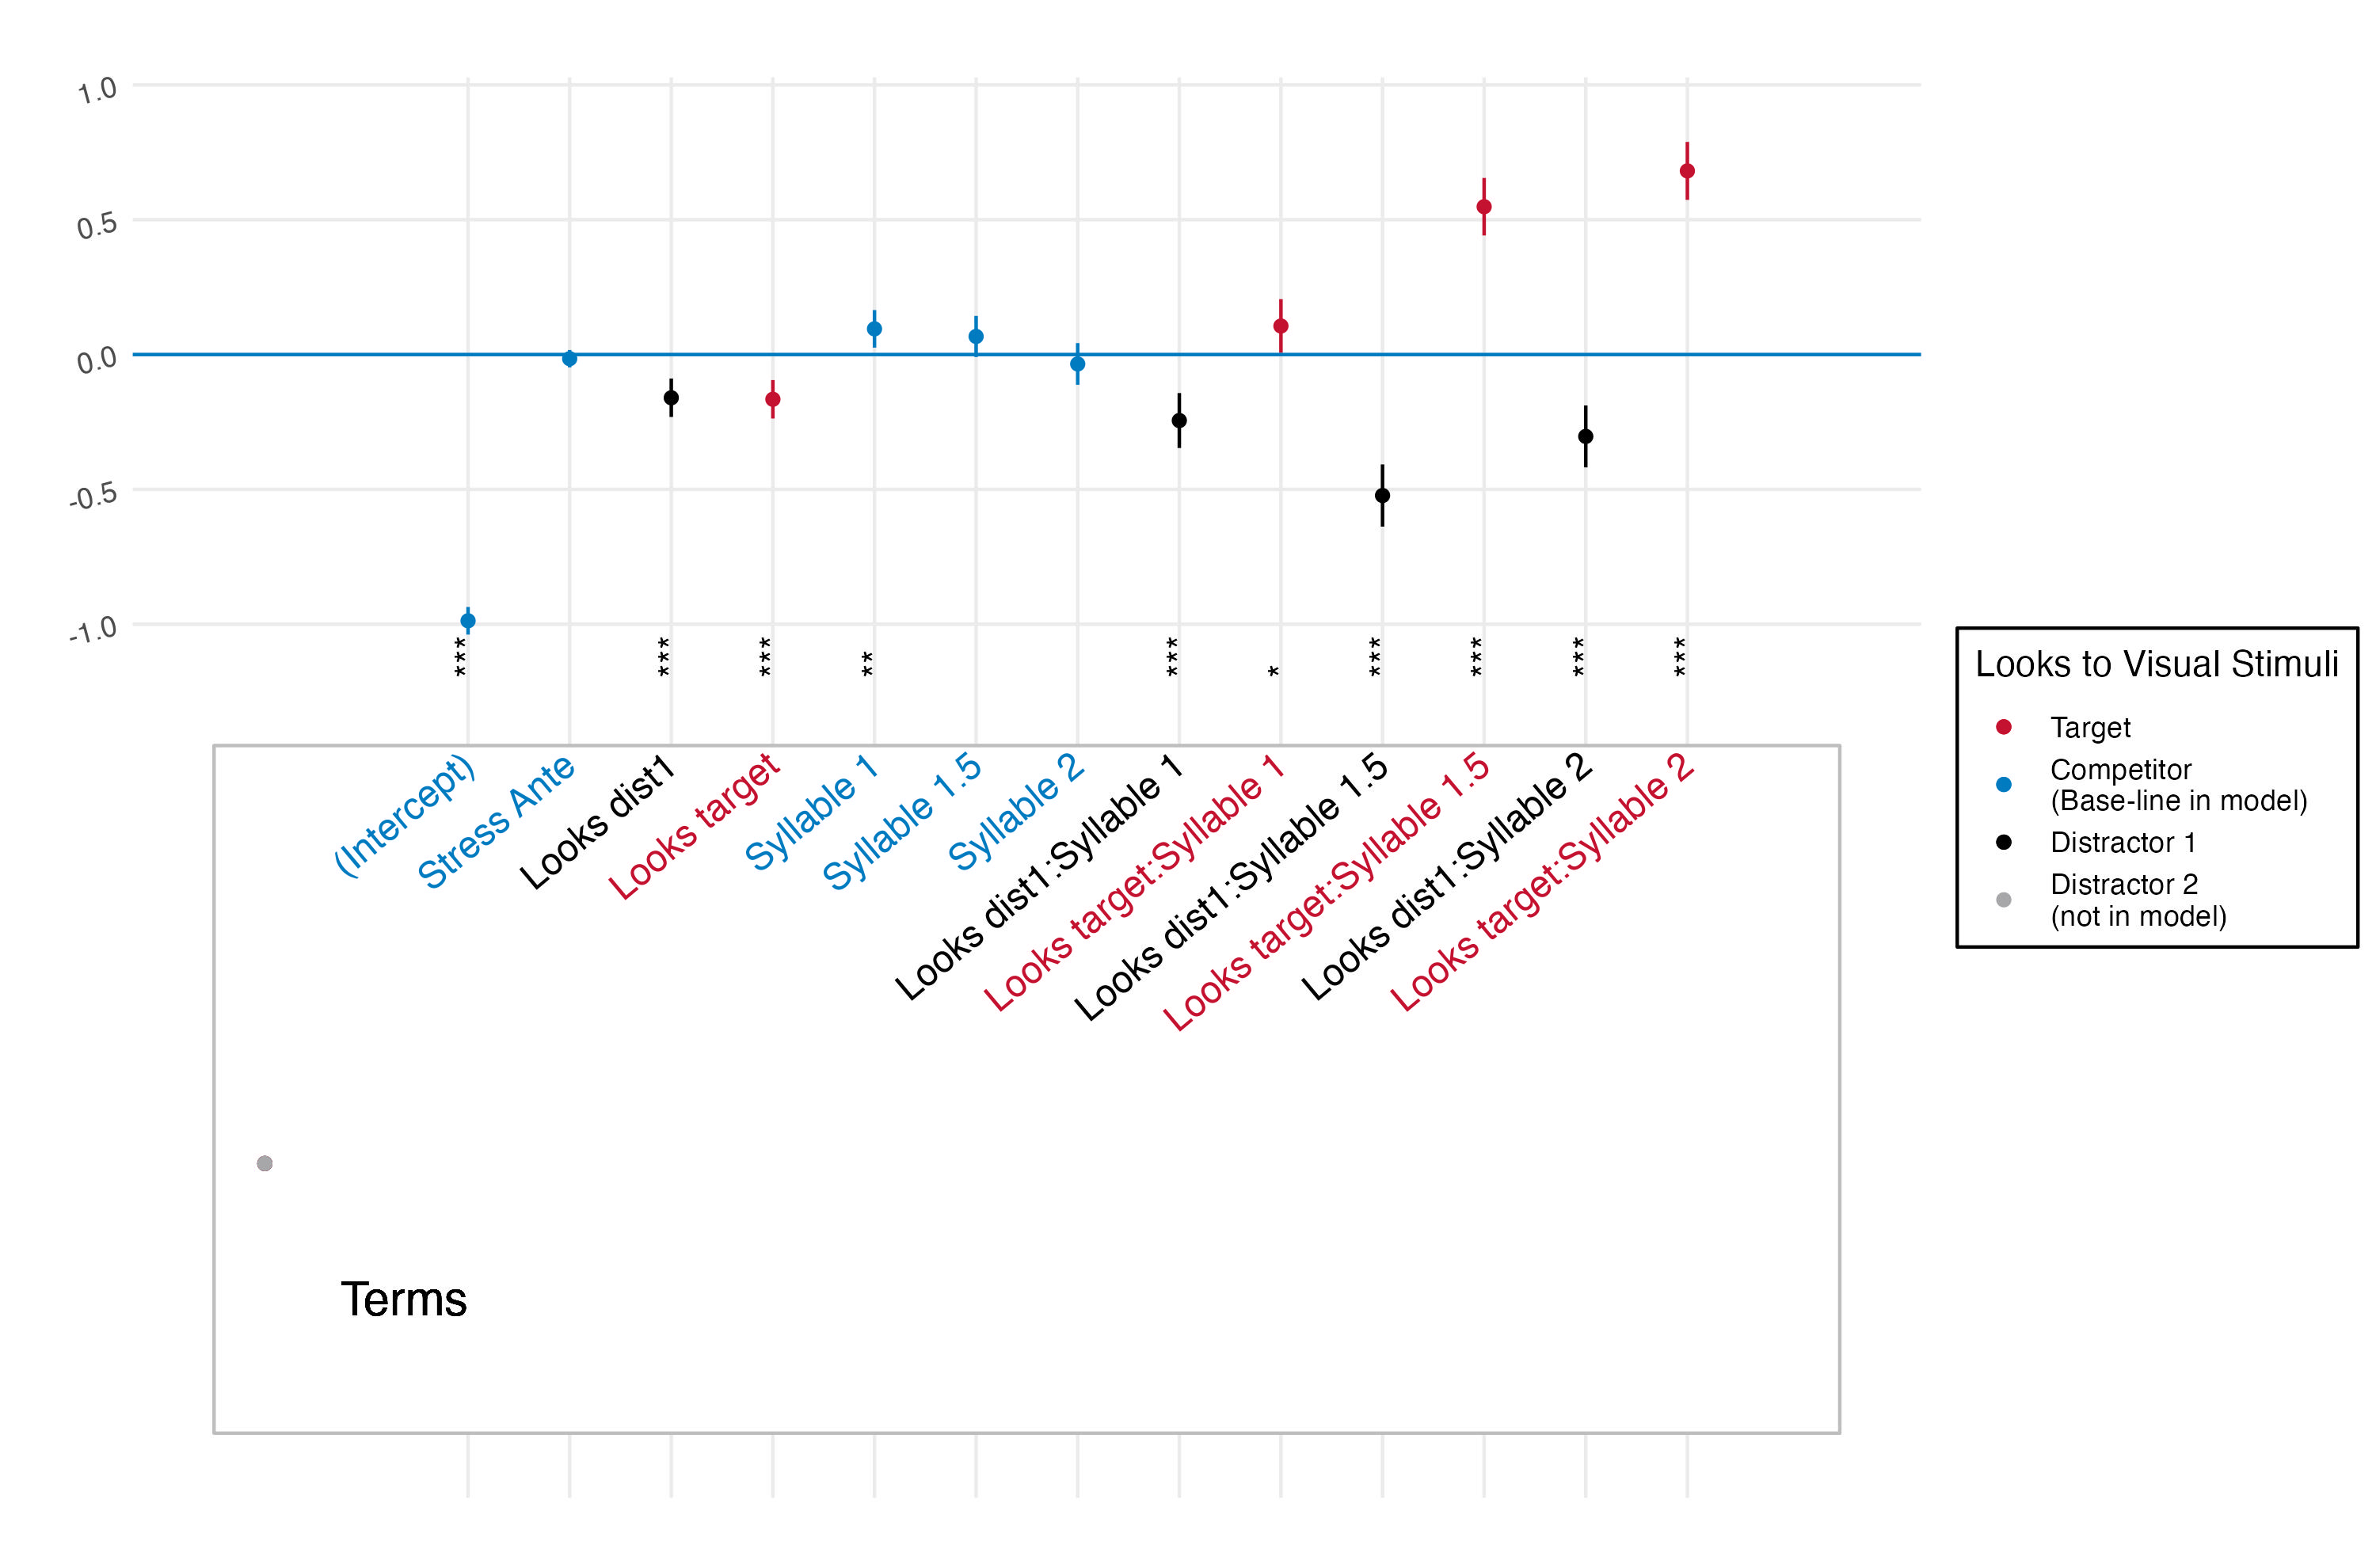 1.0
0.5
0.0
-0.5
-1.0
*** *** *** ** *** * *** *** *** ***
(Intercept)
Stress Ante
Looks dist1
Looks target
Syllable 1
Syllable 1.5
Syllable 2
Looks dist1:Syllable 1
Looks target:Syllable 1
Looks dist1:Syllable 1.5
Looks target:Syllable 1.5
Looks dist1:Syllable 2
Looks target:Syllable 2
Terms
Looks to Visual Stimuli
Target
Competitor
(Base-line in model)
Distractor 1
Distractor 2
(not in model)